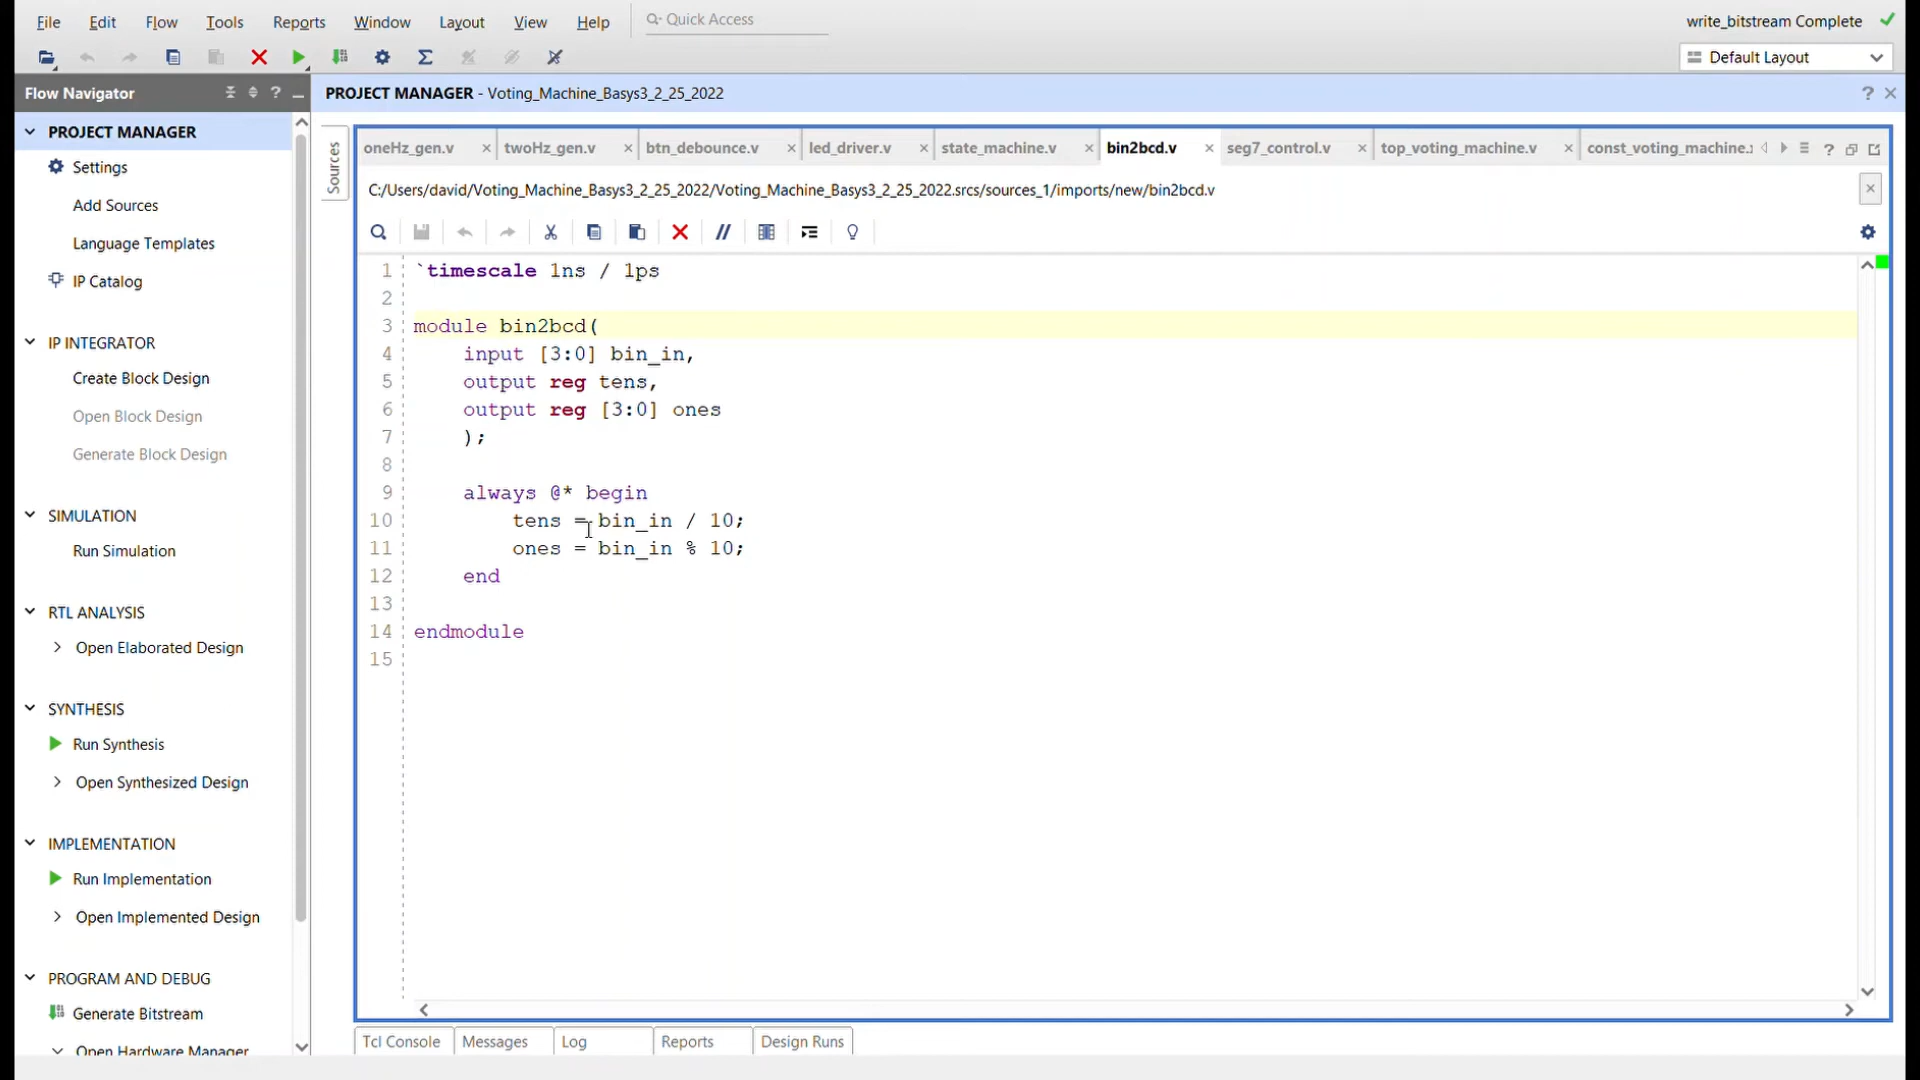 File Edit Flow Tools Reports Window Layout View Help Quick Access write_bitstream Complete
Default Layout
Flow Navigator ? PROJECT MANAGER - Voting_Machine_Basys3_2_25_2022 ?
PROJECT MANAGER
Settings
Add Sources
Language Templates
IP Catalog
IP INTEGRATOR
Create Block Design
Open Block Design
Generate Block Design
SIMULATION
Run Simulation
RTL ANALYSIS
Open Elaborated Design
SYNTHESIS
Run Synthesis
Open Synthesized Design
IMPLEMENTATION
Run Implementation
Open Implemented Design
PROGRAM AND DEBUG
Generate Bitstream
Open Hardware Manager
Sources
oneHz_gen.v twoHz_gen.v btn_debounce.v led_driver.v state_machine.v bin2bcd.v seg7_control.v top_voting_machine.v const_voting_machine. ?
C:/Users/david/Voting_Machine_Basys3_2_25_2022/Voting_Machine_Basys3_2_25_2022.srcs/sources_1/imports/new/bin2bcd.v
1 `timescale 1ns / 1ps
2
3 module bin2bcd(
4 input [3:0] bin_in,
5 output reg tens,
6 output reg [3:0] ones
7 );
8
9 always @* begin
10 tens = bin_in / 10;
11 ones = bin_in % 10;
12 end
13
14 endmodule
15
Tcl Console Messages Log Reports Design Runs